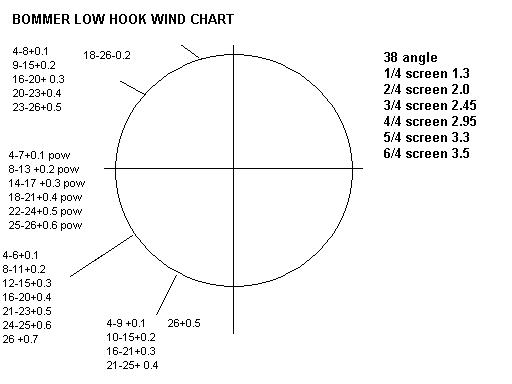 BOMMER LOW HOOK WIND CHART
4-8+0.1
9-15+0.2
16-20+ 0.3
20-23+0.4
23-26+0.5
18-26-0.2
38 angle
1/4 screen 1.3
2/4 screen 2.0
3/4 screen 2.45
4/4 screen 2.95
5/4 screen 3.3
6/4 screen 3.5
4-7+0.1 pow
8-13 +0.2 pow
14-17 +0.3 pow
18-21+0.4 pow
22-24+0.5 pow
25-26+0.6 pow
4-6+0.1
8-11+0.2
12-15+0.3
16-20+0.4
21-23+0.5
24-25+0.6
26 +0.7
4-9 +0.1
10-15+0.2
16-21+0.3
21-25+ 0.4
26+0.5